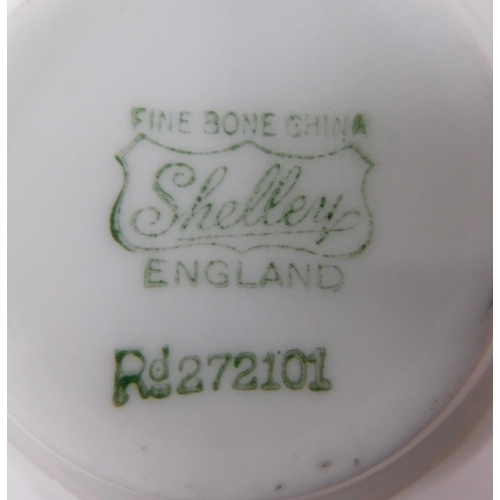 FINE BONE CHINA
Shelley
ENGLAND
Rd 272101